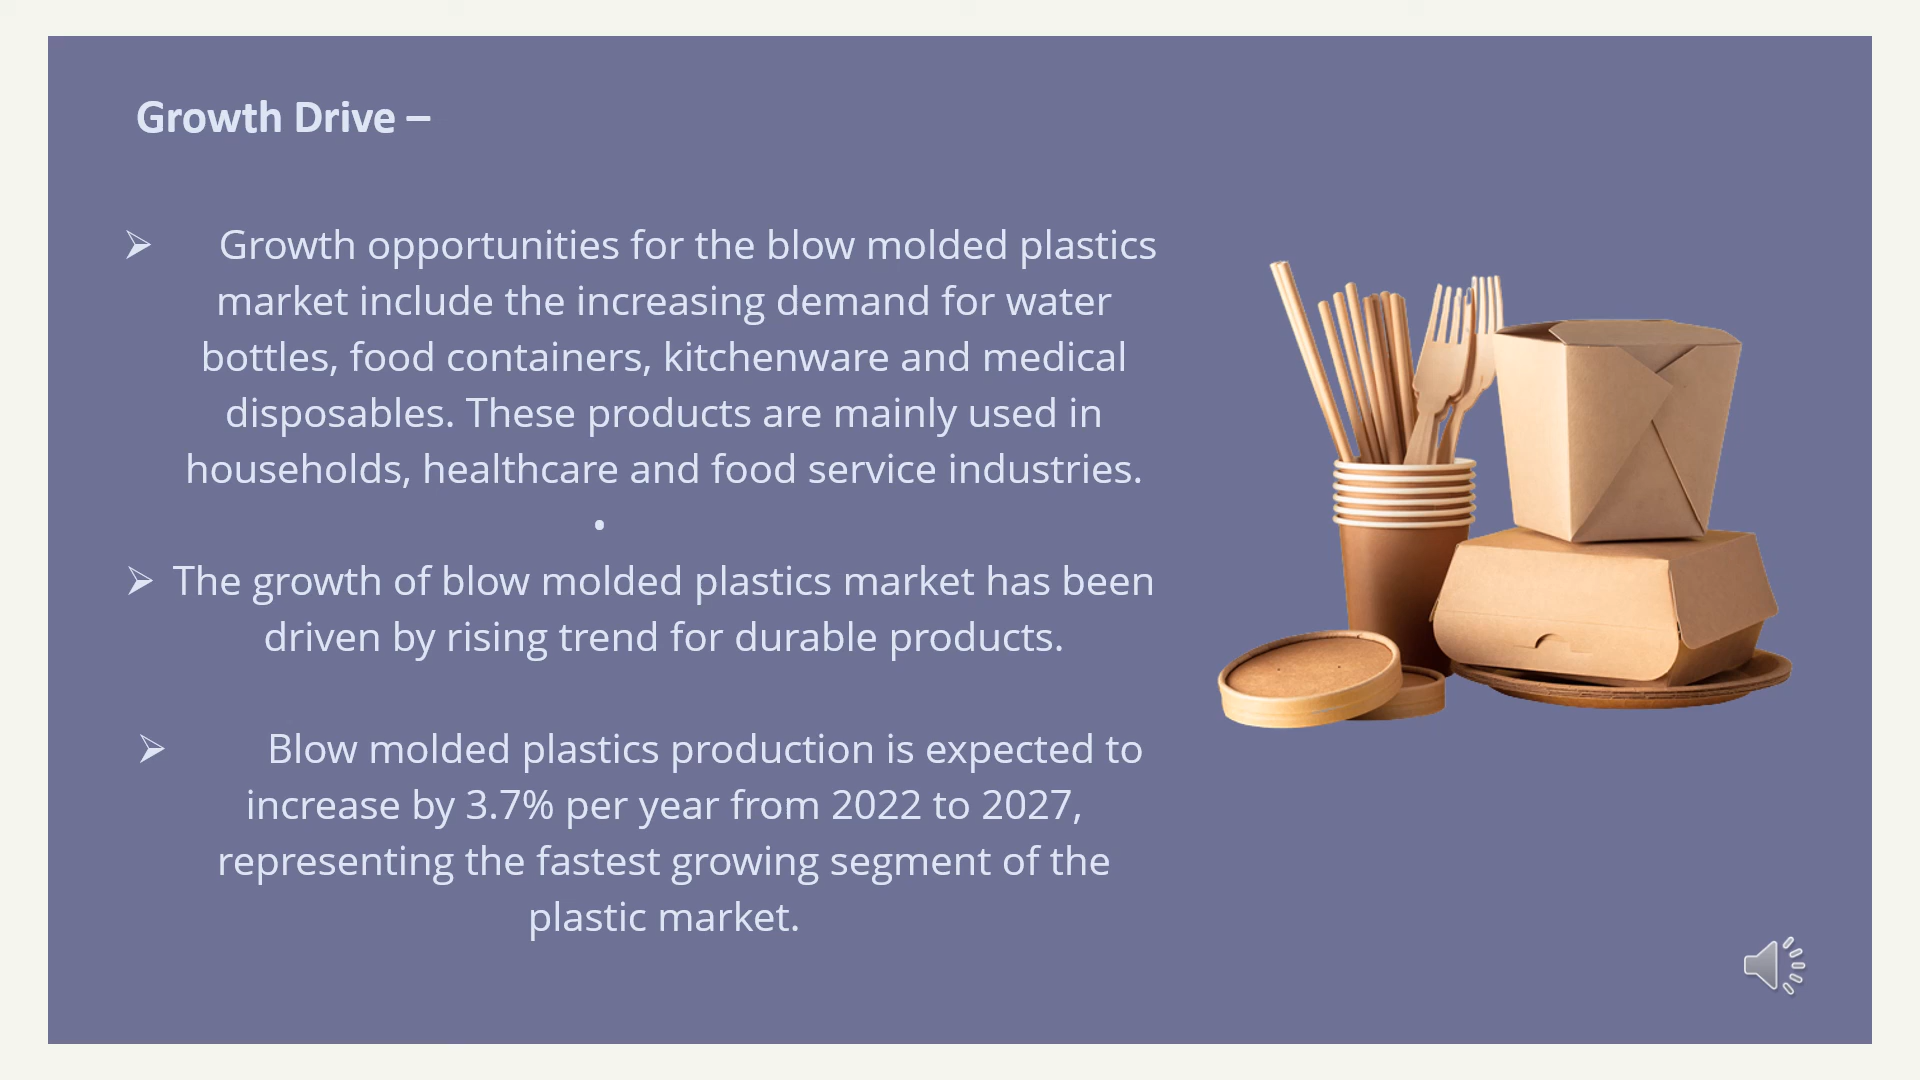 Growth Drive –
➢ Growth opportunities for the blow molded plastics
market include the increasing demand for water
bottles, food containers, kitchenware and medical
disposables. These products are mainly used in
households, healthcare and food service industries.
•
➢ The growth of blow molded plastics market has been
driven by rising trend for durable products.
➢ Blow molded plastics production is expected to
increase by 3.7% per year from 2022 to 2027,
representing the fastest growing segment of the
plastic market.